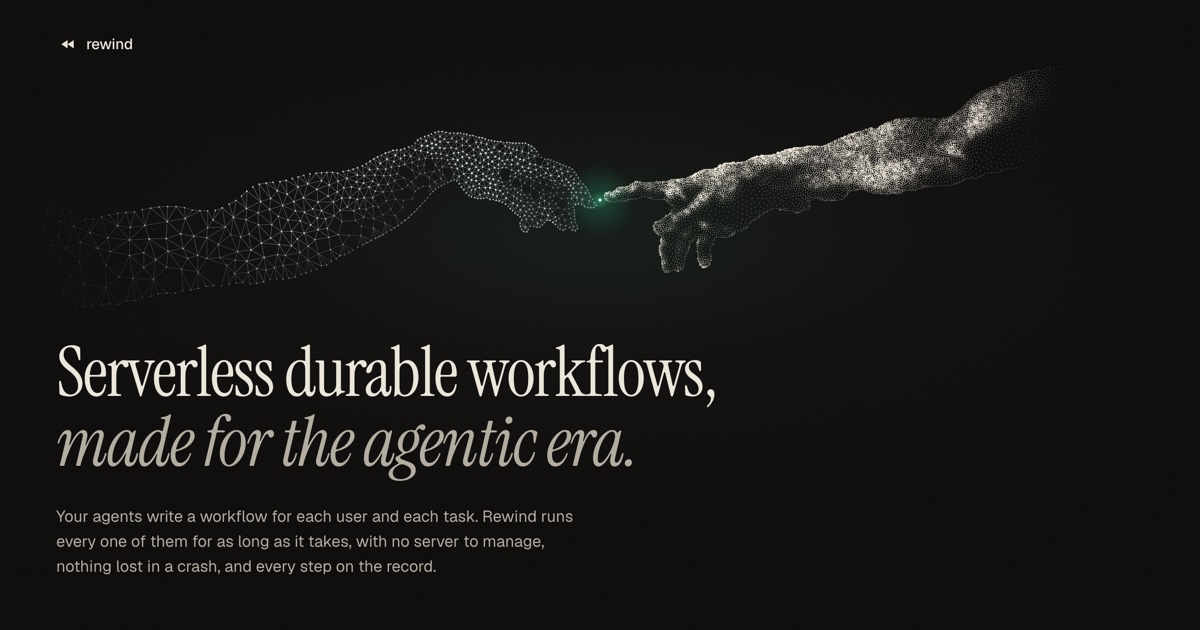 rewind
Serverless durable workflows,
made for the agentic era.
Your agents write a workflow for each user and each task. Rewind runs
every one of them for as long as it takes, with no server to manage,
nothing lost in a crash, and every step on the record.